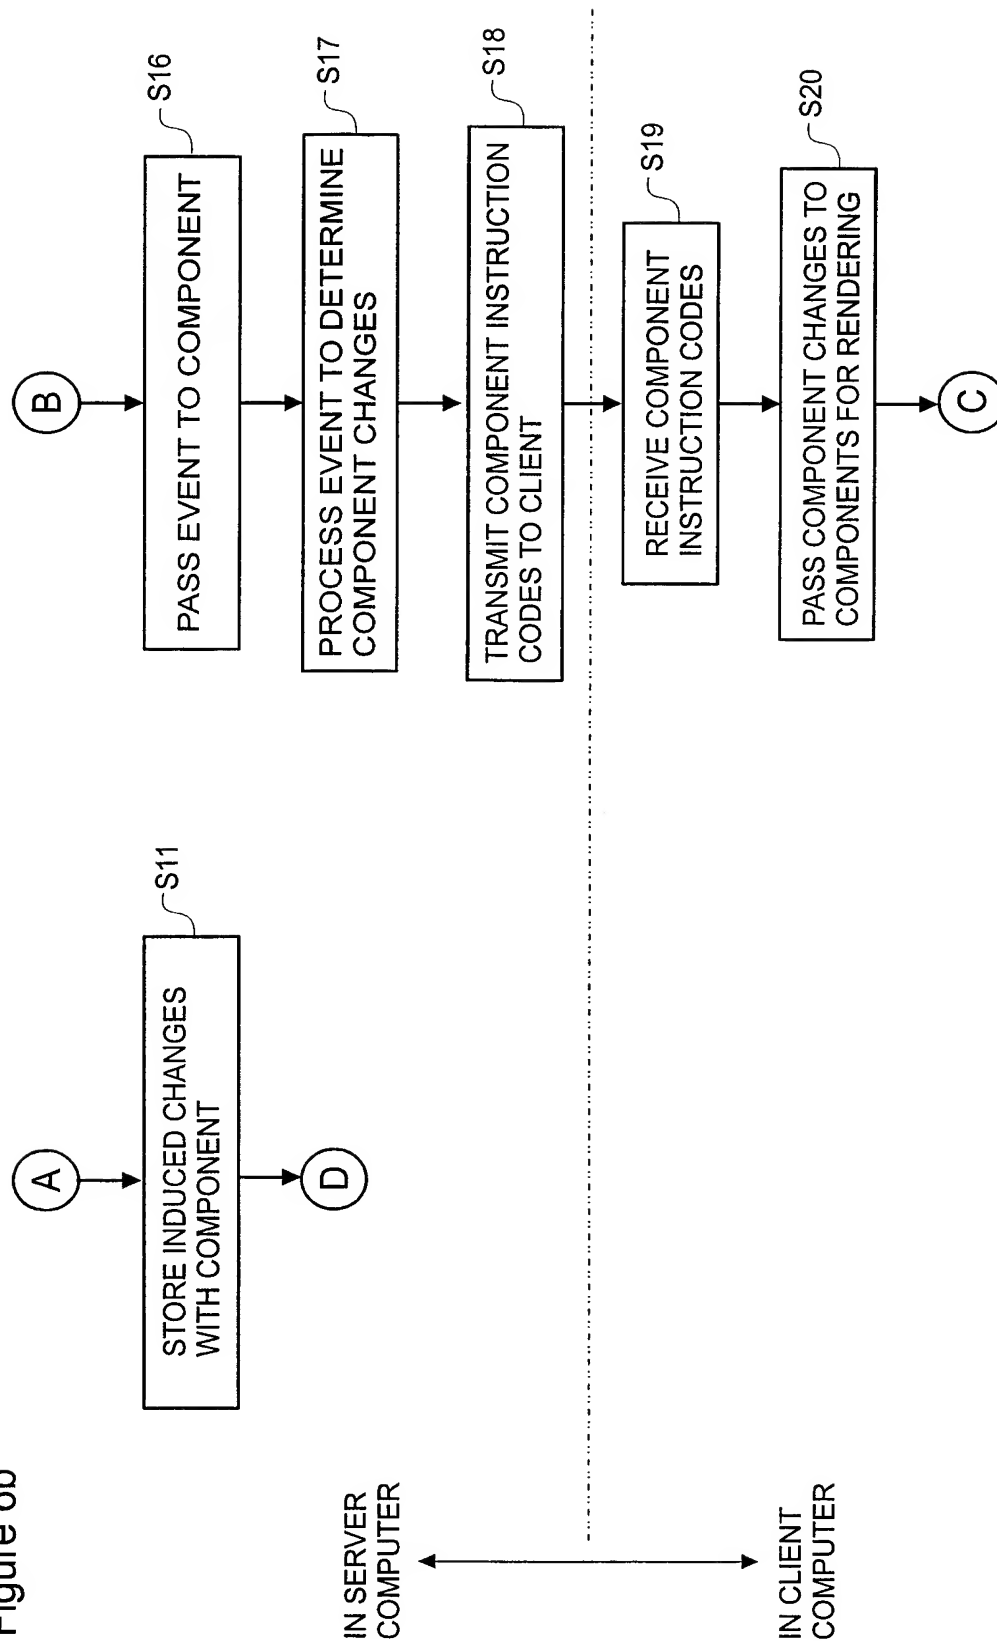 Figure 6b
A
STORE INDUCED CHANGES
WITH COMPONENT
S11
D
B
PASS EVENT TO COMPONENT
S16
PROCESS EVENT TO DETERMINE
COMPONENT CHANGES
S17
TRANSMIT COMPONENT INSTRUCTION
CODES TO CLIENT
S18
IN SERVER
COMPUTER
IN CLIENT
COMPUTER
RECEIVE COMPONENT
INSTRUCTION CODES
S19
PASS COMPONENT CHANGES TO
COMPONENTS FOR RENDERING
S20
C